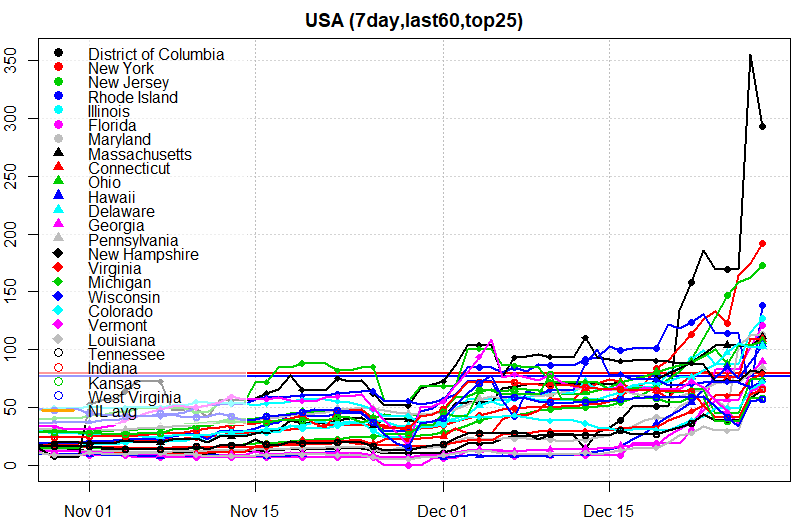 USA (7day,last60,top25)
350
300
250
200
150
100
50
0
District of Columbia
New York
New Jersey
Rhode Island
Illinois
Florida
Maryland
Massachusetts
Connecticut
Ohio
Hawaii
Delaware
Georgia
Pennsylvania
New Hampshire
Virginia
Michigan
Wisconsin
Colorado
Vermont
Louisiana
Tennessee
Indiana
Kansas
West Virginia
NL avg
Nov 01 Nov 15 Dec 01 Dec 15